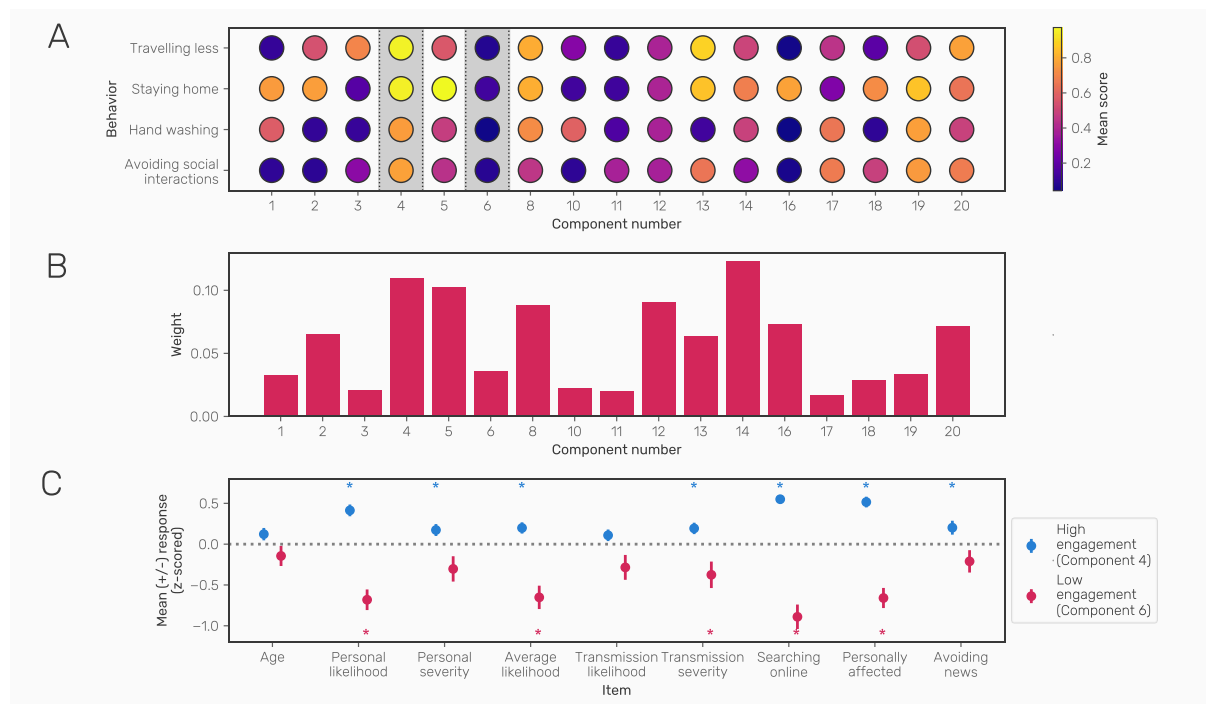 A
Behavior
Travelling less
Staying home
Hand washing
Avoiding social
interactions
1 2 3 4 5 6 8 10 11 12 13 14 16 17 18 19 20
Component number
0.8
0.6
0.4
0.2
Mean score
B
Weight
0.10
0.05
0.00
1 2 3 4 5 6 8 10 11 12 13 14 16 17 18 19 20
Component number
C
Mean (+/-) response
(z-scored)
0.5
0.0
−0.5
−1.0
* * * * * * *
* * * * *
Age
Personal
likelihood
Personal
severity
Average
likelihood
Transmission
likelihood
Transmission
severity
Searching
online
Personally
affected
Avoiding
news
Item
High
engagement
(Component 4)
Low
engagement
(Component 6)